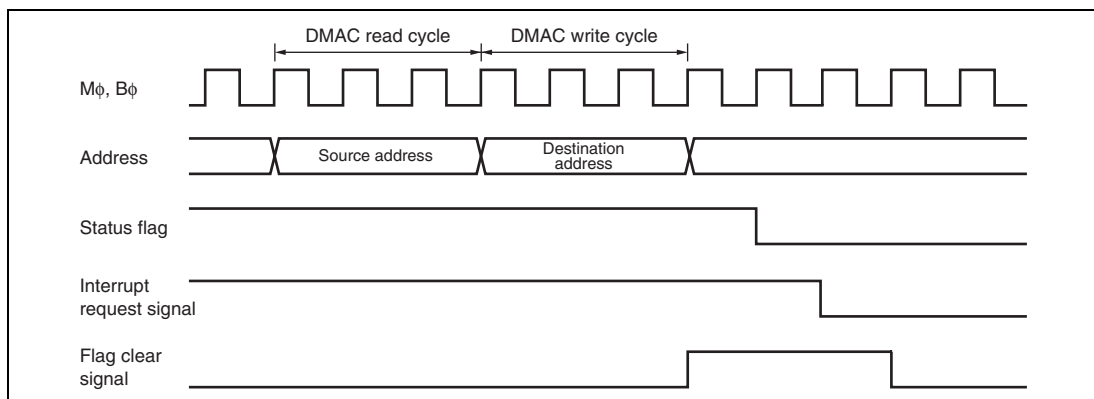 DMAC read cycle DMAC write cycle
Mϕ, Bϕ
Address
Source address
Destination
address
Status flag
Interrupt
request signal
Flag clear
signal